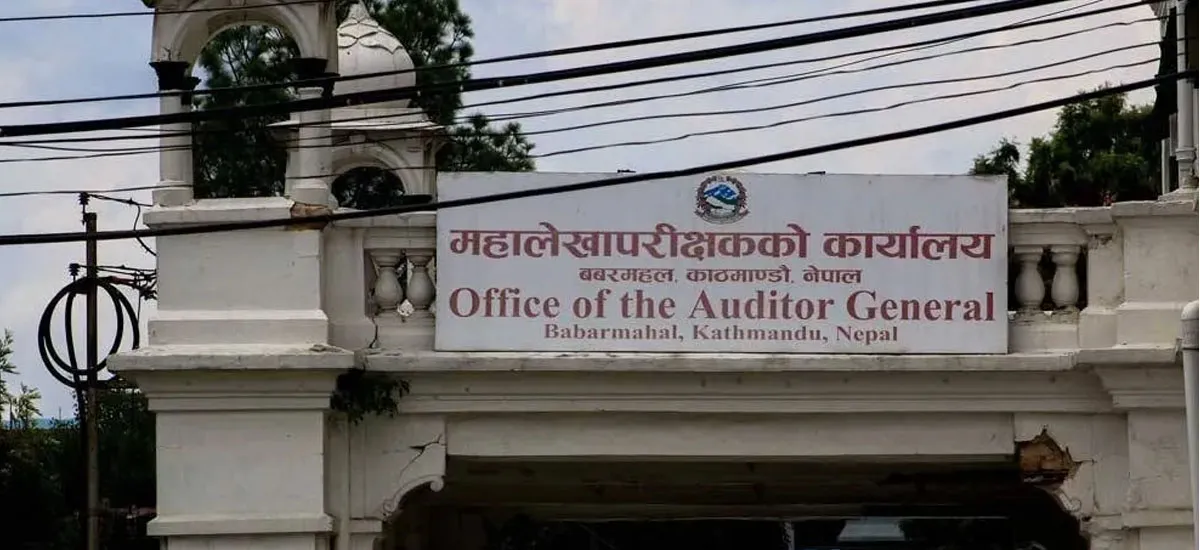 महालेखापरीक्षकको कार्यालय
बबरमहल, काठमाण्डौ, नेपाल
Office of the Auditor General
Babarmahal, Kathmandu, Nepal